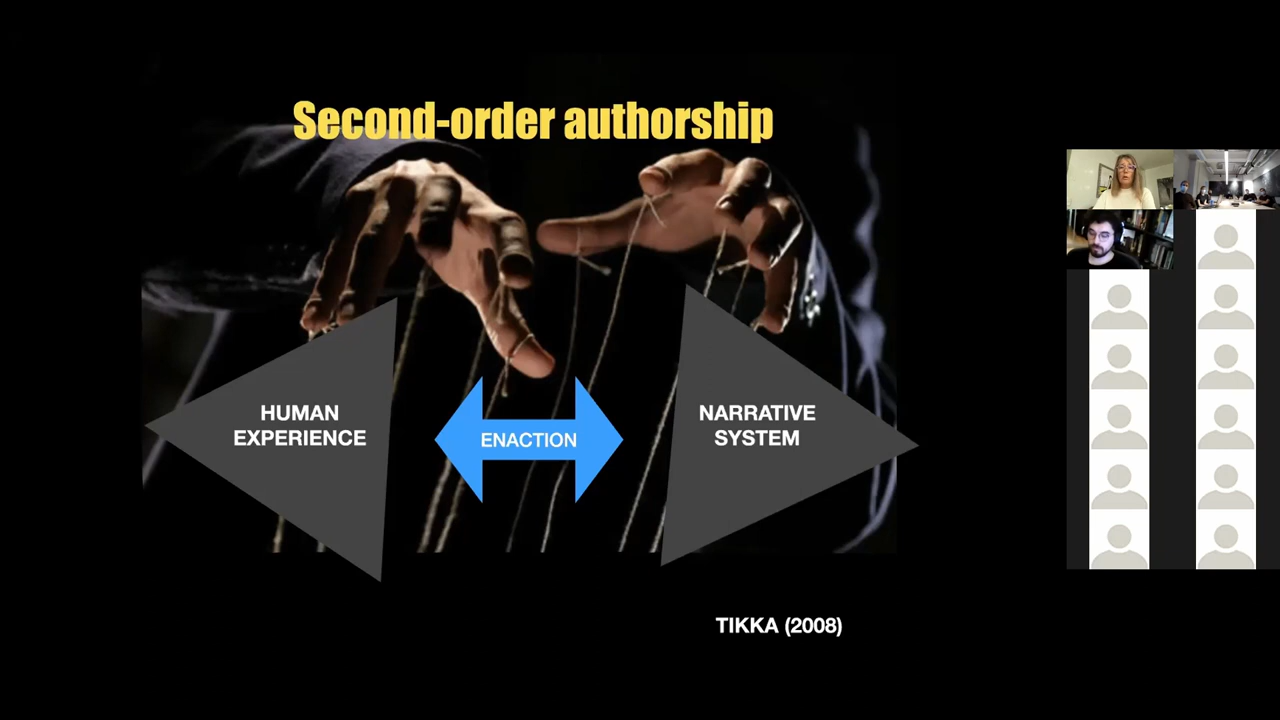 Second-order authorship
HUMAN
EXPERIENCE
ENACTION
NARRATIVE
SYSTEM
TIKKA (2008)